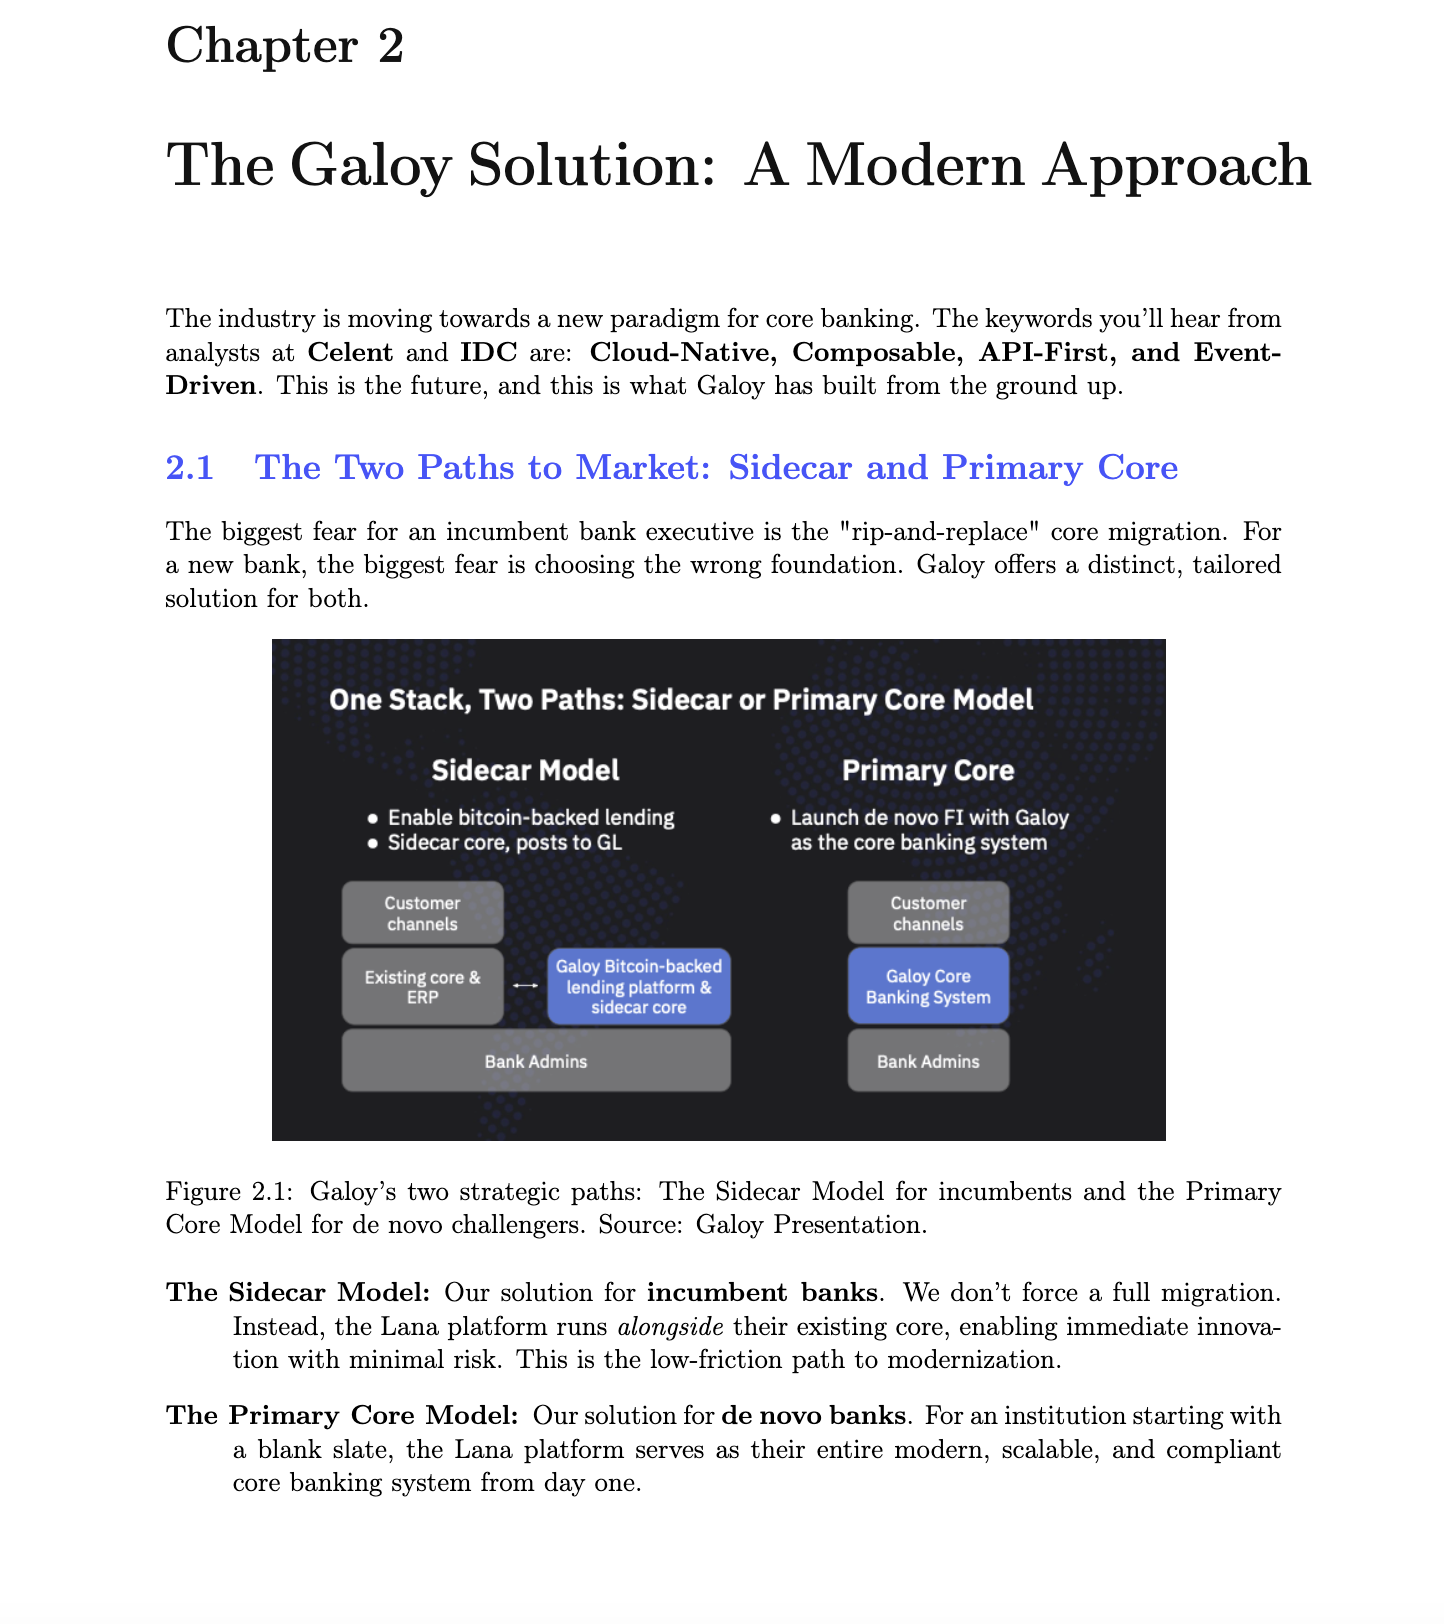 Chapter 2
The Galoy Solution: A Modern Approach
The industry is moving towards a new paradigm for core banking. The keywords you'll hear from
analysts at Celent and IDC are: Cloud-Native, Composable, API-First, and Event-
Driven. This is the future, and this is what Galoy has built from the ground up.
2.1 The Two Paths to Market: Sidecar and Primary Core
The biggest fear for an incumbent bank executive is the "rip-and-replace" core migration. For
a new bank, the biggest fear is choosing the wrong foundation. Galoy offers a distinct, tailored
solution for both.
One Stack, Two Paths: Sidecar or Primary Core Model
Sidecar Model
• Enable bitcoin-backed lending
• Sidecar core, posts to GL
Customer
channels
Existing core &
ERP
Galoy Bitcoin-backed
lending platform &
sidecar core
Bank Admins
Primary Core
• Launch de novo FI with Galoy
as the core banking system
Customer
channels
Galoy Core
Banking System
Bank Admins
Figure 2.1: Galoy's two strategic paths: The Sidecar Model for incumbents and the Primary
Core Model for de novo challengers. Source: Galoy Presentation.
The Sidecar Model: Our solution for incumbent banks. We don't force a full migration.
Instead, the Lana platform runs alongside their existing core, enabling immediate innova-
tion with minimal risk. This is the low-friction path to modernization.
The Primary Core Model: Our solution for de novo banks. For an institution starting with
a blank slate, the Lana platform serves as their entire modern, scalable, and compliant
core banking system from day one.